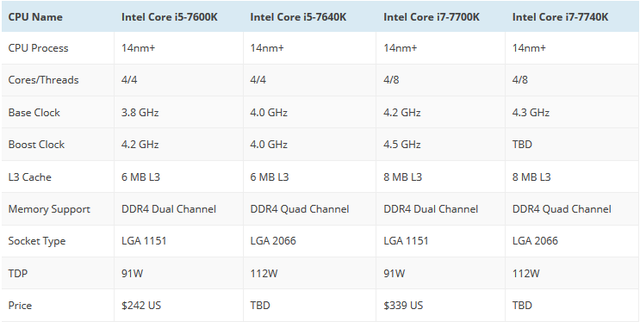 CPU Name Intel Core i5-7600K Intel Core i5-7640K Intel Core i7-7700K Intel Core i7-7740K
CPU Process 14nm+ 14nm+ 14nm+ 14nm+
Cores/Threads 4/4 4/4 4/8 4/8
Base Clock 3.8 GHz 4.0 GHz 4.2 GHz 4.3 GHz
Boost Clock 4.2 GHz 4.0 GHz 4.5 GHz TBD
L3 Cache 6 MB L3 6 MB L3 8 MB L3 8 MB L3
Memory Support DDR4 Dual Channel DDR4 Quad Channel DDR4 Dual Channel DDR4 Quad Channel
Socket Type LGA 1151 LGA 2066 LGA 1151 LGA 2066
TDP 91W 112W 91W 112W
Price $242 US TBD $339 US TBD